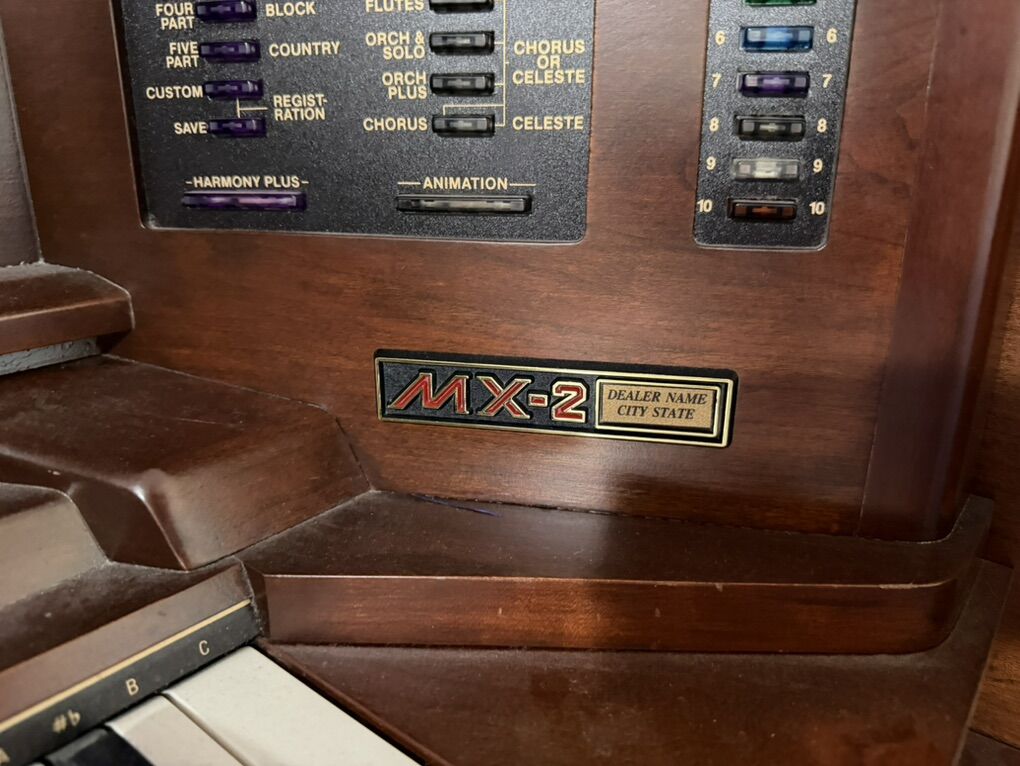 FOUR PART
BLOCK
FIVE PART
COUNTRY
CUSTOM
REGIST-
RATION
SAVE
HARMONY PLUS
FLUTES
ORCH &
SOLO
ORCH
PLUS
CHORUS
OR
CELESTE
CHORUS
CELESTE
ANIMATION
6 6
7 7
8 8
9 9
10 10
MX-2
DEALER NAME
CITY STATE
C
B
#b